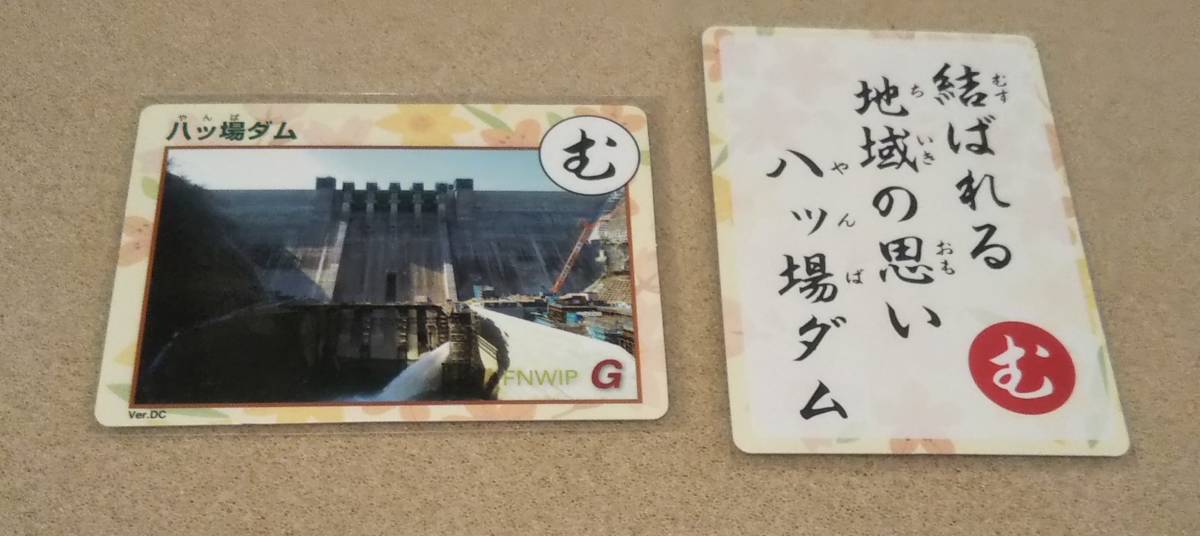 やんば
八ッ場ダム
む
FNWIP G
Ver.DC
むす
結ばれる
ちいき おも
地域の思い
やんば
八ツ場ダム
む